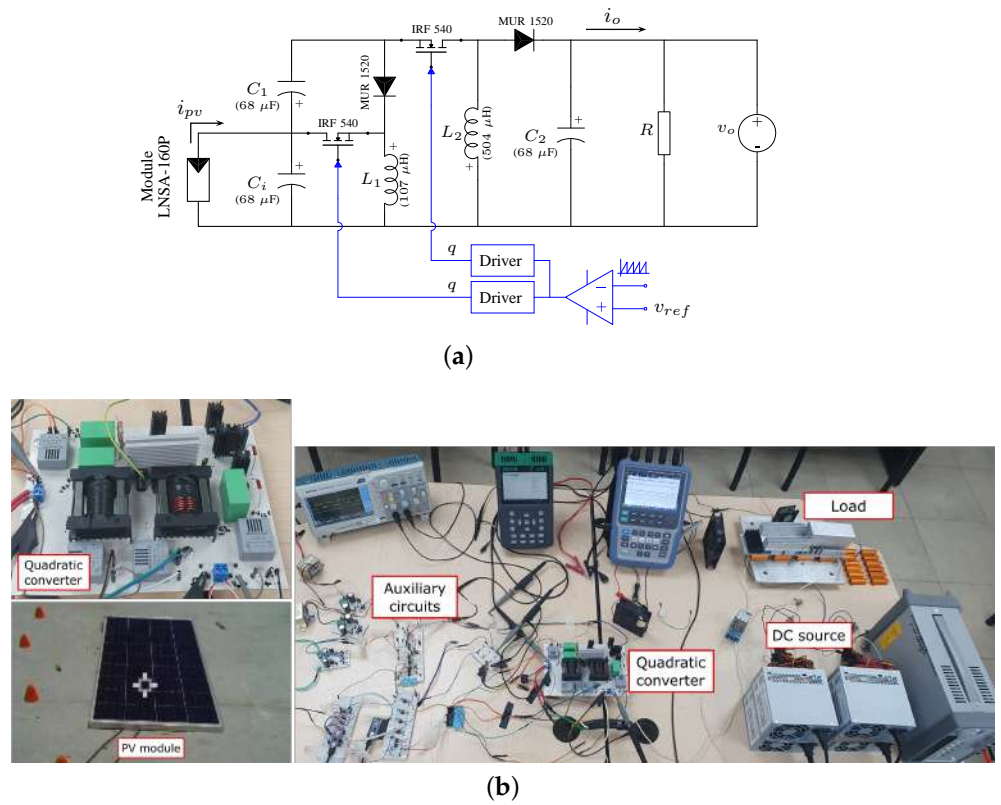 IRF 540
MUR 1520
i_o
MUR 1520
C_1
(68 µF)
+
i_pv
IRF 540
Module
LNSA-160P
C_i
(68 µF)
+
L_1
(107 µH)
+
L_2
(504 µH)
+
C_2
(68 µF)
+
R
v_o
+
-
q
Driver
q
Driver
−
+
v_ref
(a)
Quadratic
converter
PV module
Auxiliary
circuits
Load
DC source
Quadratic
converter
(b)